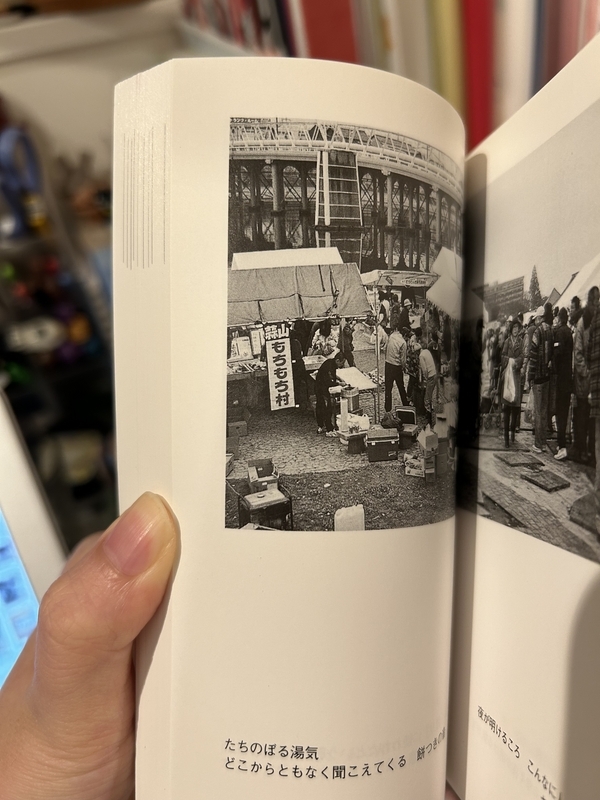 蒜山
もちもち村
たちのぼる湯気
どこからともなく聞こえてくる 餅つきの
夜が明けるころ こんなに